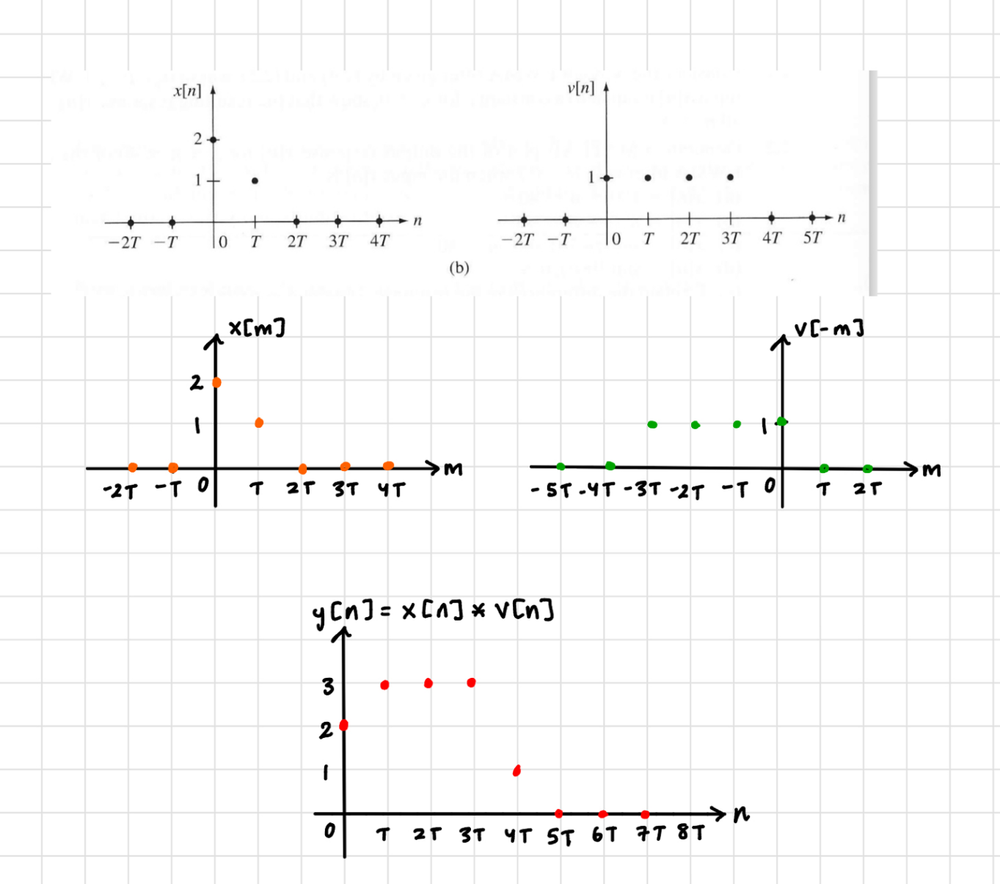 x[n]
2
1
−2T −T 0 T 2T 3T 4T n
v[n]
1
−2T −T 0 T 2T 3T 4T 5T n
(b)
x[m]
2
1
-2T -T 0 T 2T 3T 4T m
v[-m]
1
-5T -4T -3T -2T -T 0 T 2T m
y[n] = x[n] * v[n]
3
2
1
0 T 2T 3T 4T 5T 6T 7T 8T n